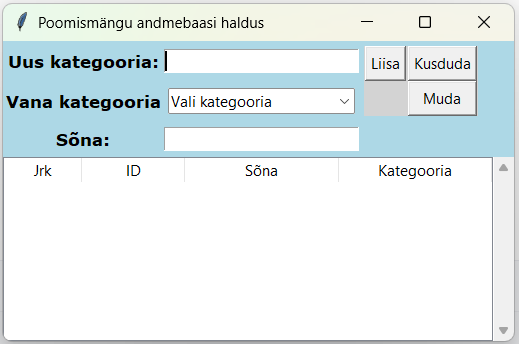 Poomismängu andmebaasi haldus
Uus kategooria: Liisa Kusduda
Vana kategooria Vali kategooria Muda
Sõna:
Jrk ID Sõna Kategooria